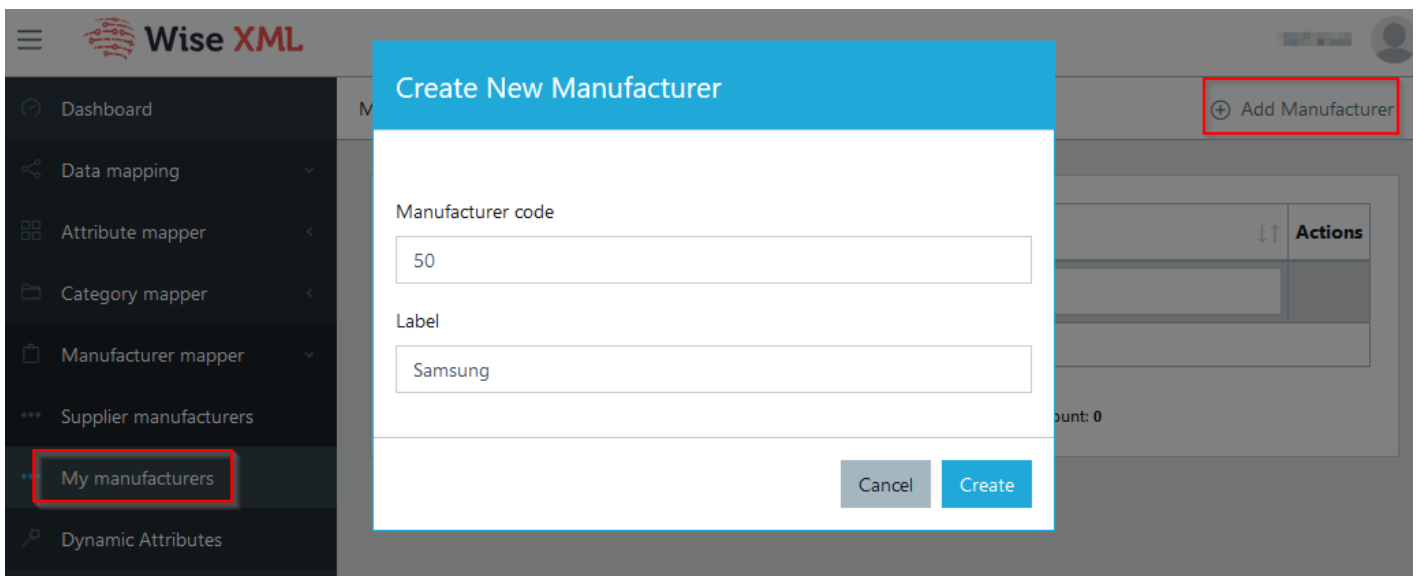 Wise XML
Dashboard
Data mapping
Attribute mapper
Category mapper
Manufacturer mapper
Supplier manufacturers
My manufacturers
Dynamic Attributes
M
Add Manufacturer
Create New Manufacturer
Manufacturer code
50
Label
Samsung
Cancel
Create
Actions
ount: 0